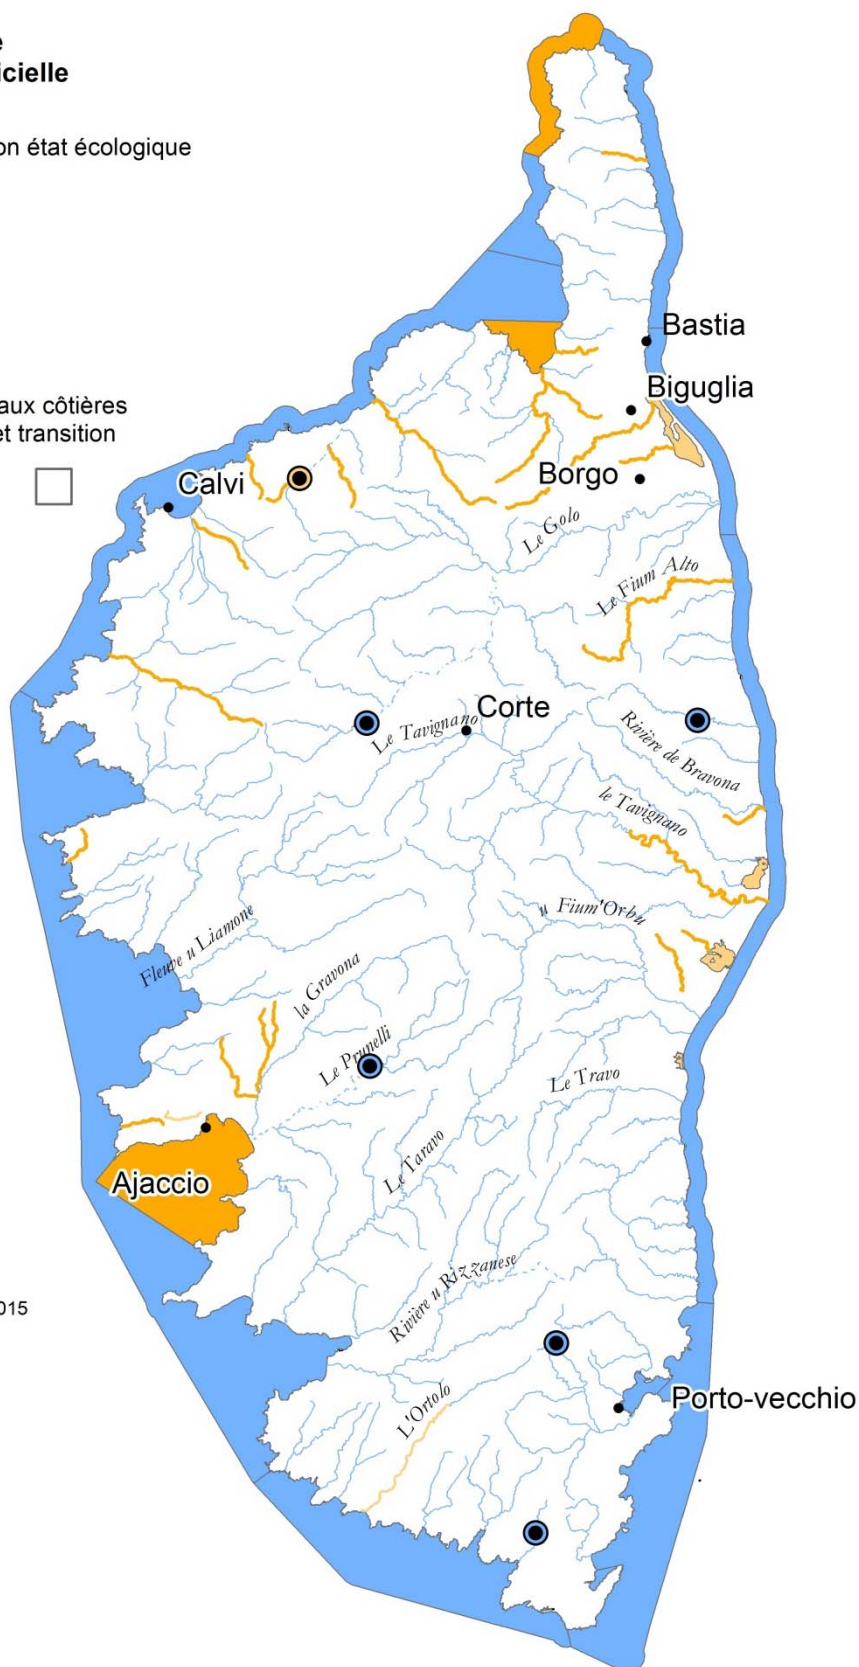 icielle
on état écologique
Bastia
Biguglia
aux côtières
et transition
Calvi
Borgo
Le Golo
Le Fium Alto
Corte
Le Tavignano
Rivière de Bravona
le Tavignano
u Fium'Orbu
Fleuve u Liamone
la Gravona
Le Prunelli
Le Travo
Le Taravo
Ajaccio
Rivière u Rizzanese
015
L'Ortolo
Porto-vecchio